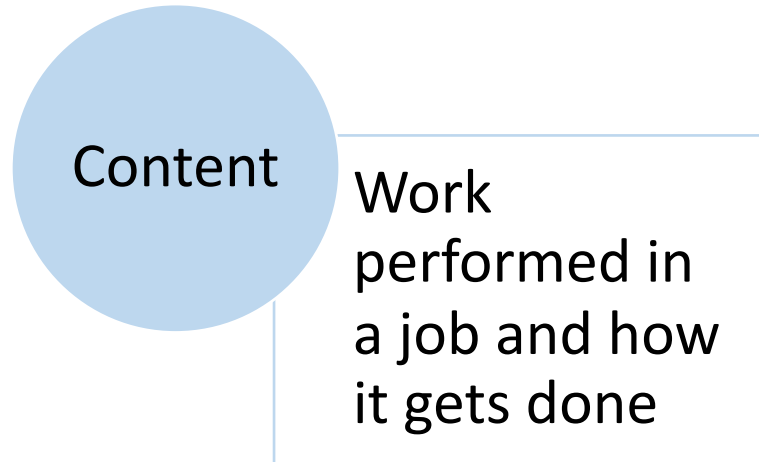 Content
Work
performed in
a job and how
it gets done